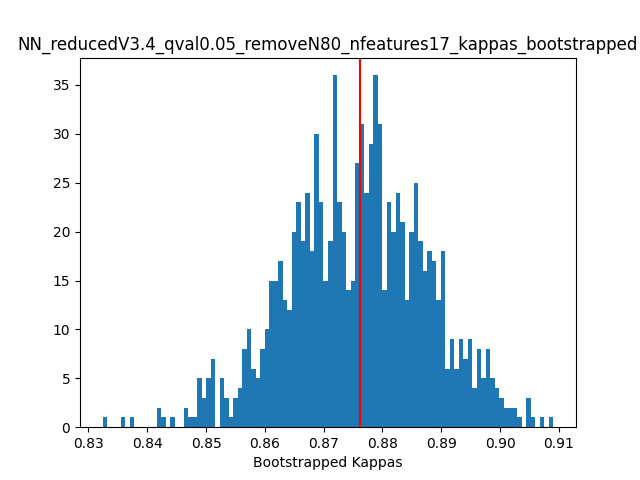 NN_reducedV3.4_qval0.05_removeN80_nfeatures17_kappas_bootstrapped
35
30
25
20
15
10
5
0
0.83 0.84 0.85 0.86 0.87 0.88 0.89 0.90 0.91
Bootstrapped Kappas